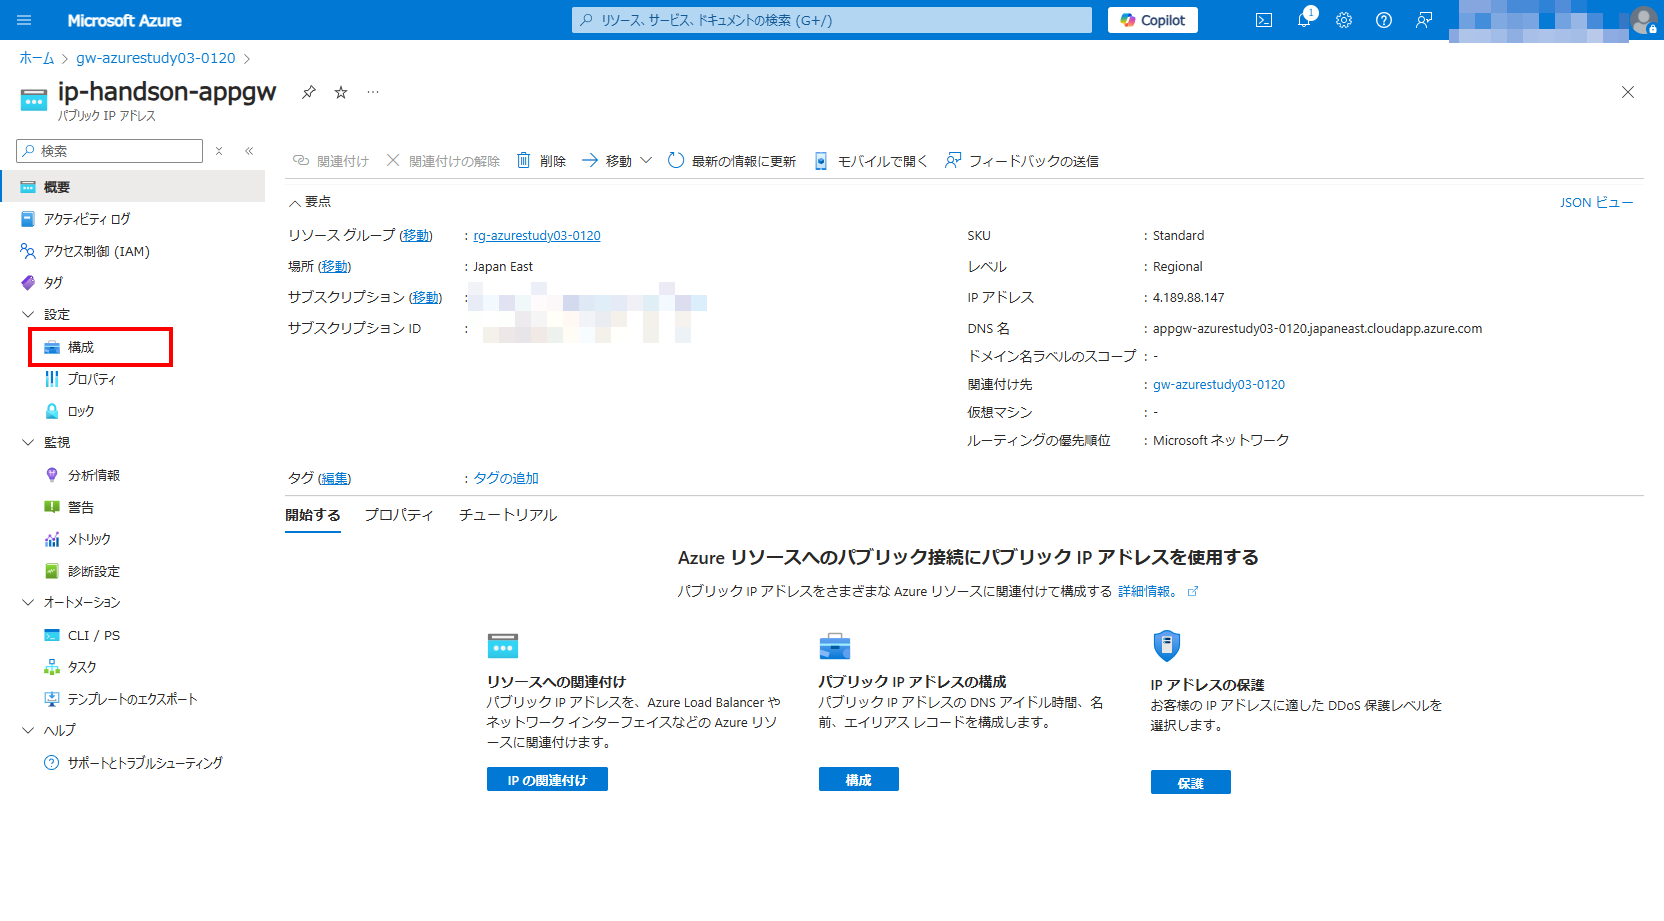 Microsoft Azure
リソース、サービス、ドキュメントの検索 (G+/)
Copilot
1
ホーム > gw-azurestudy03-0120 >
ip-handson-appgw
パブリック IP アドレス
検索
関連付け 関連付けの解除 削除 移動 最新の情報に更新 モバイルで開く フィードバックの送信
概要
アクティビティ ログ
アクセス制御 (IAM)
タグ
設定
構成
プロパティ
ロック
監視
分析情報
警告
メトリック
診断設定
オートメーション
CLI / PS
タスク
テンプレートのエクスポート
ヘルプ
サポートとトラブルシューティング
要点
JSON ビュー
リソース グループ (移動) : rg-azurestudy03-0120
場所 (移動) : Japan East
サブスクリプション (移動) :
サブスクリプション ID :
SKU : Standard
レベル : Regional
IP アドレス : 4.189.88.147
DNS 名 : appgw-azurestudy03-0120.japaneast.cloudapp.azure.com
ドメイン名ラベルのスコープ : -
関連付け先 : gw-azurestudy03-0120
仮想マシン : -
ルーティングの優先順位 : Microsoft ネットワーク
タグ (編集) : タグの追加
開始する プロパティ チュートリアル
Azure リソースへのパブリック接続にパブリック IP アドレスを使用する
パブリック IP アドレスをさまざまな Azure リソースに関連付けて構成する 詳細情報。
リソースへの関連付け
パブリック IP アドレスを、Azure Load Balancer や
ネットワーク インターフェイスなどの Azure リソ
ースに関連付けます。
IP の関連付け
パブリック IP アドレスの構成
パブリック IP アドレスの DNS アイドル時間、名
前、エイリアス レコードを構成します。
構成
IP アドレスの保護
お客様の IP アドレスに適した DDoS 保護レベルを
選択します。
保護